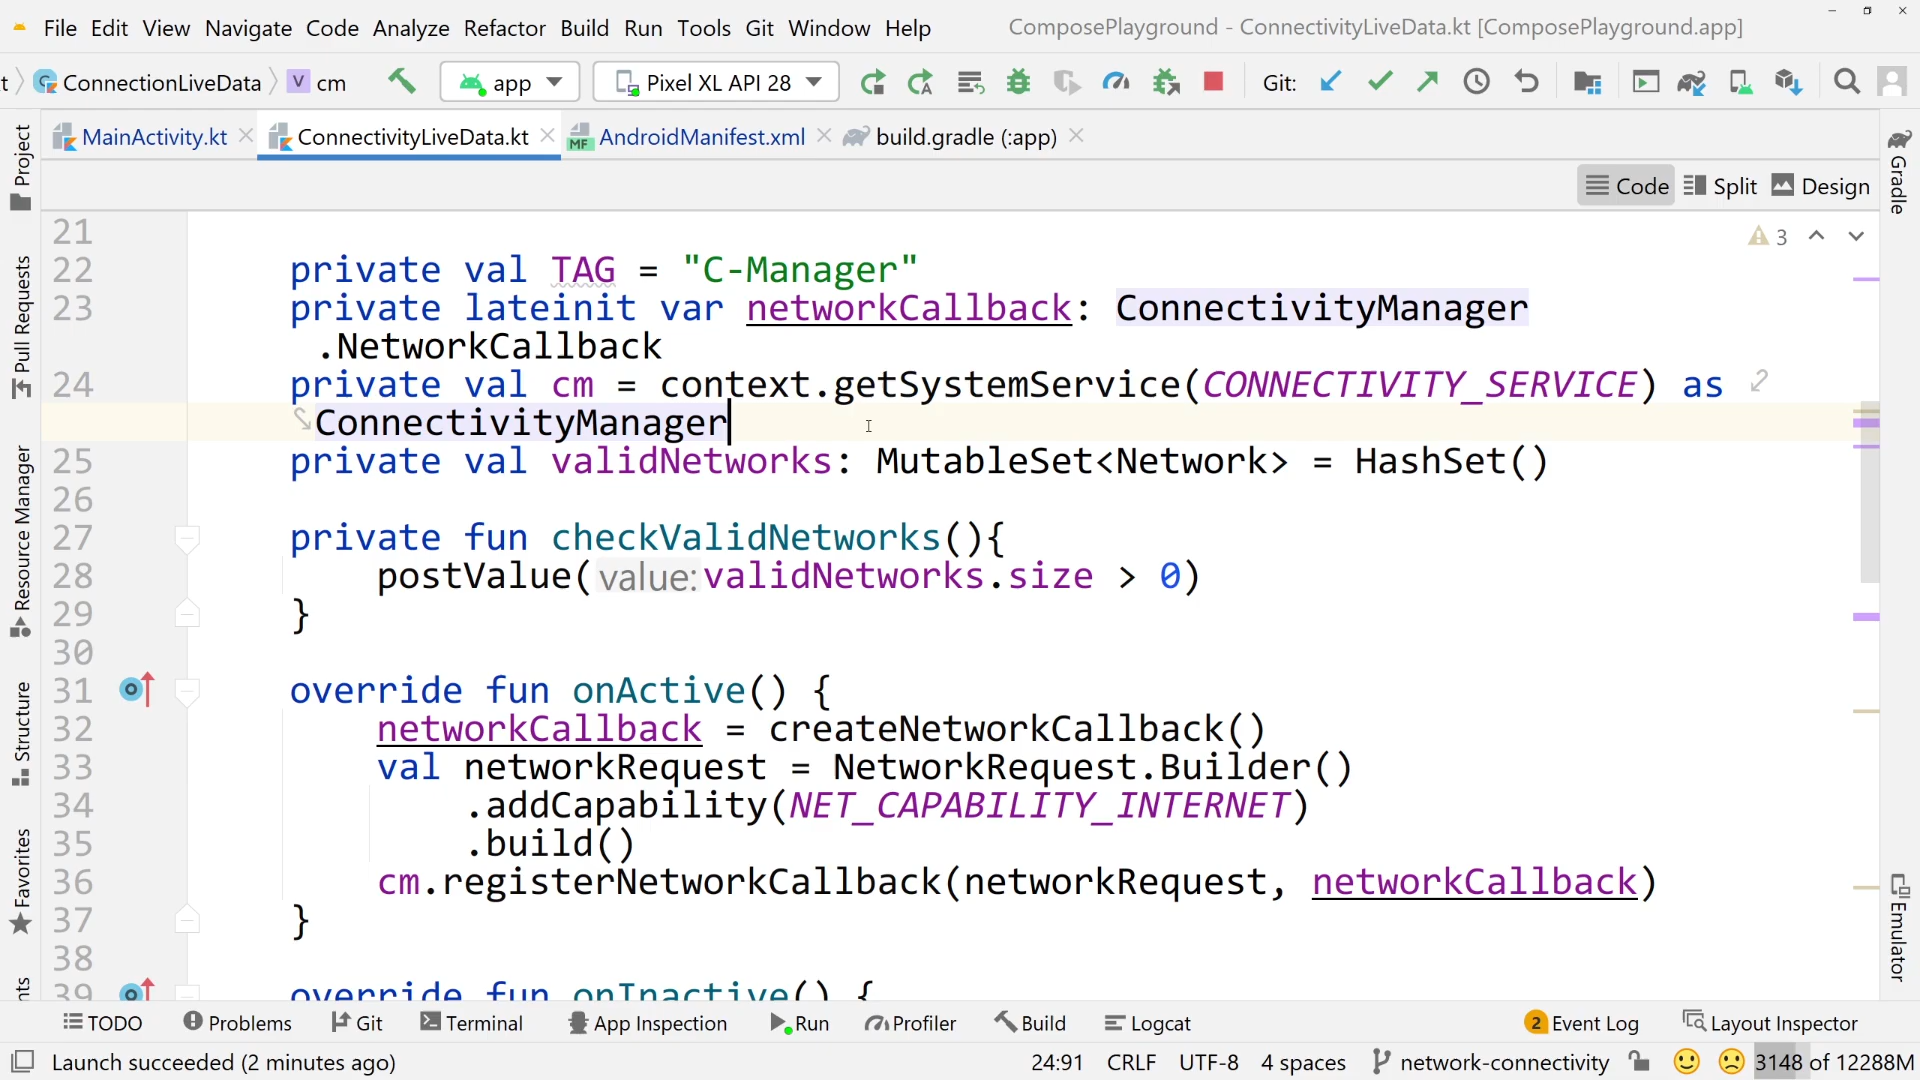 File Edit View Navigate Code Analyze Refactor Build Run Tools Git Window Help ComposePlayground - ConnectivityLiveData.kt [ComposePlayground.app]
t ConnectionLiveData V cm app Pixel XL API 28 Git:
MainActivity.kt ConnectivityLiveData.kt MF AndroidManifest.xml build.gradle (:app)
Code Split Design
Project
Pull Requests
Resource Manager
Structure
Favorites
nts
Gradle
Emulator
3
21
22 private val TAG = "C-Manager"
23 private lateinit var networkCallback: ConnectivityManager
.NetworkCallback
24 private val cm = context.getSystemService(CONNECTIVITY_SERVICE) as
ConnectivityManager
25 private val validNetworks: MutableSet<Network> = HashSet()
26
27 private fun checkValidNetworks(){
28 postValue( value: validNetworks.size > 0)
29 }
30
31 override fun onActive() {
32 networkCallback = createNetworkCallback()
33 val networkRequest = NetworkRequest.Builder()
34 .addCapability(NET_CAPABILITY_INTERNET)
35 .build()
36 cm.registerNetworkCallback(networkRequest, networkCallback)
37 }
38
39 override fun onInactive() {
TODO Problems Git Terminal App Inspection Run Profiler Build Logcat 2 Event Log Layout Inspector
Launch succeeded (2 minutes ago) 24:91 CRLF UTF-8 4 spaces network-connectivity 3148 of 12288M